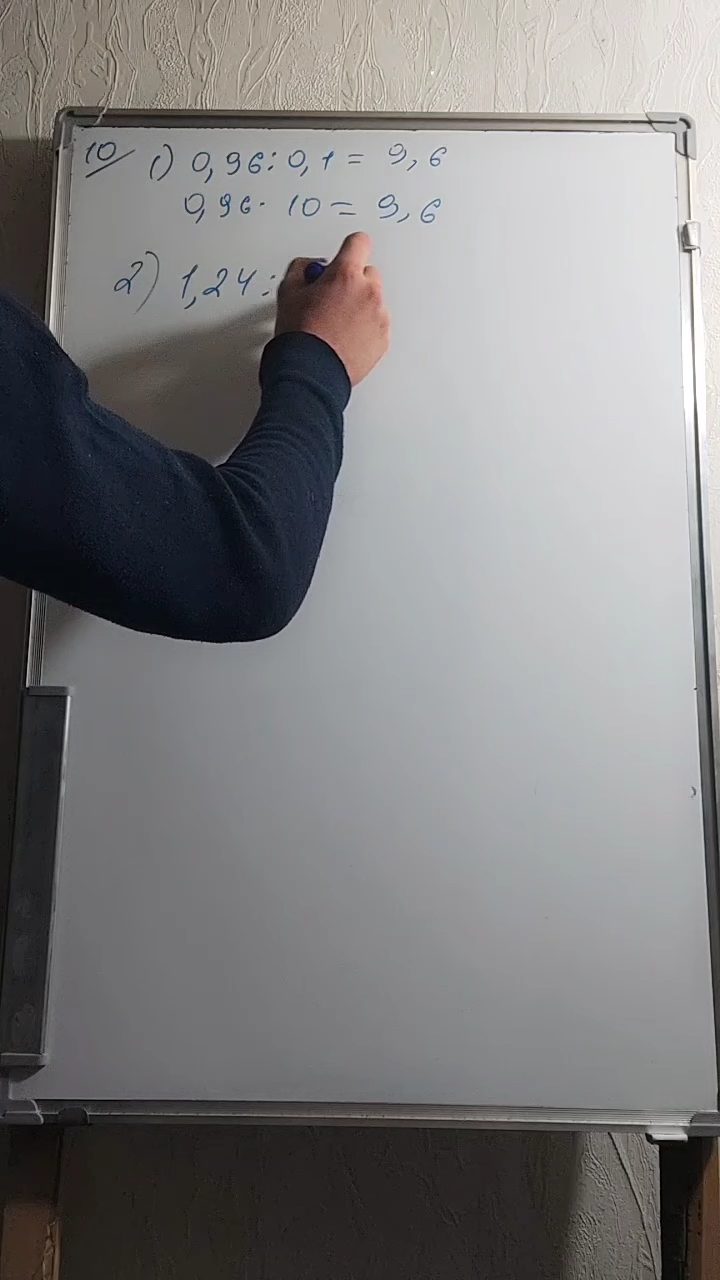 10 1) 0,96 : 0,1 = 9,6
0,96 · 10 = 9,6
2) 1,24 :